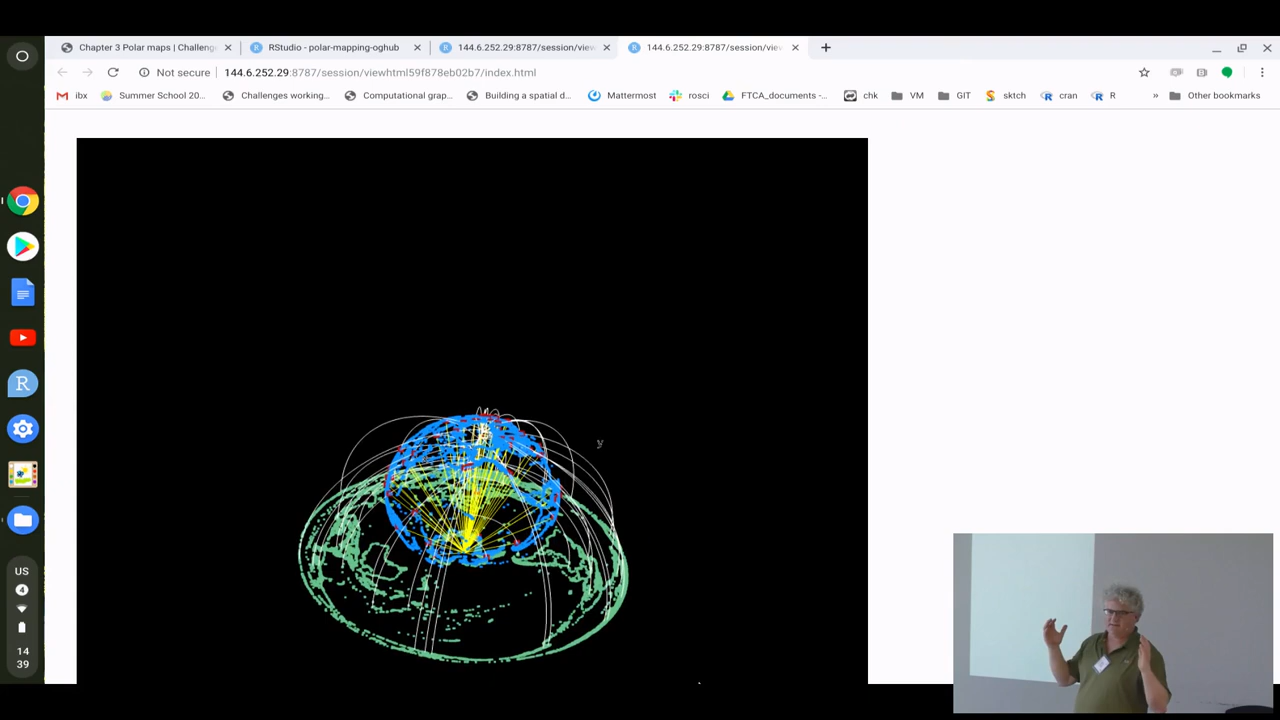 Chapter 3 Polar maps | Challeng
RStudio - polar-mapping-oghub
144.6.252.29:8787/session/view
144.6.252.29:8787/session/view
Not secure
144.6.252.29:8787/session/viewhtml59f878eb02b7/index.html
ibx
Summer School 20...
Challenges working...
Computational grap...
Building a spatial d...
Mattermost
rosci
FTCA_documents -...
chk
VM
GIT
sktch
cran
R
»
Other bookmarks
R
y
US
4
14
39